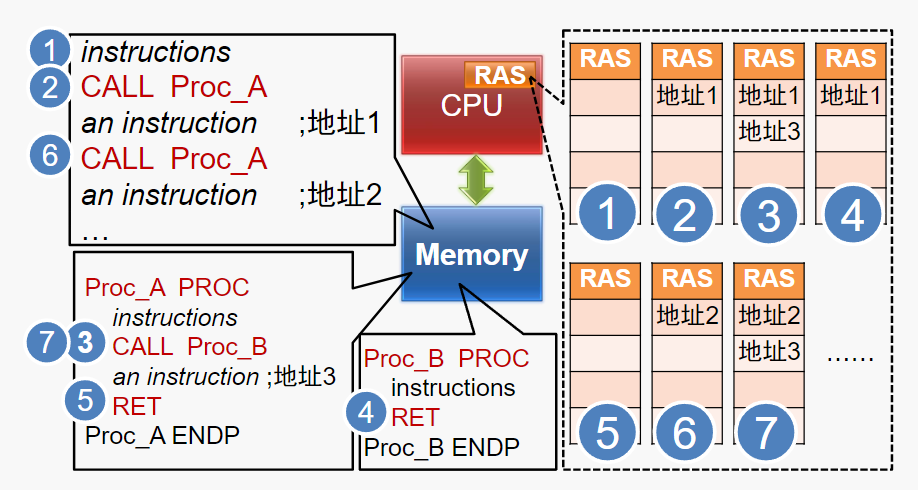 1 instructions
2 CALL Proc_A
an instruction ;地址1
6 CALL Proc_A
an instruction ;地址2
…
RAS
CPU
Memory
Proc_A PROC
instructions
7 3 CALL Proc_B
an instruction ;地址3
5 RET
Proc_A ENDP
Proc_B PROC
instructions
4 RET
Proc_B ENDP
RAS RAS RAS RAS
地址1 地址1 地址1
地址3
1 2 3 4
RAS RAS RAS
地址2 地址2
地址3 ……
5 6 7